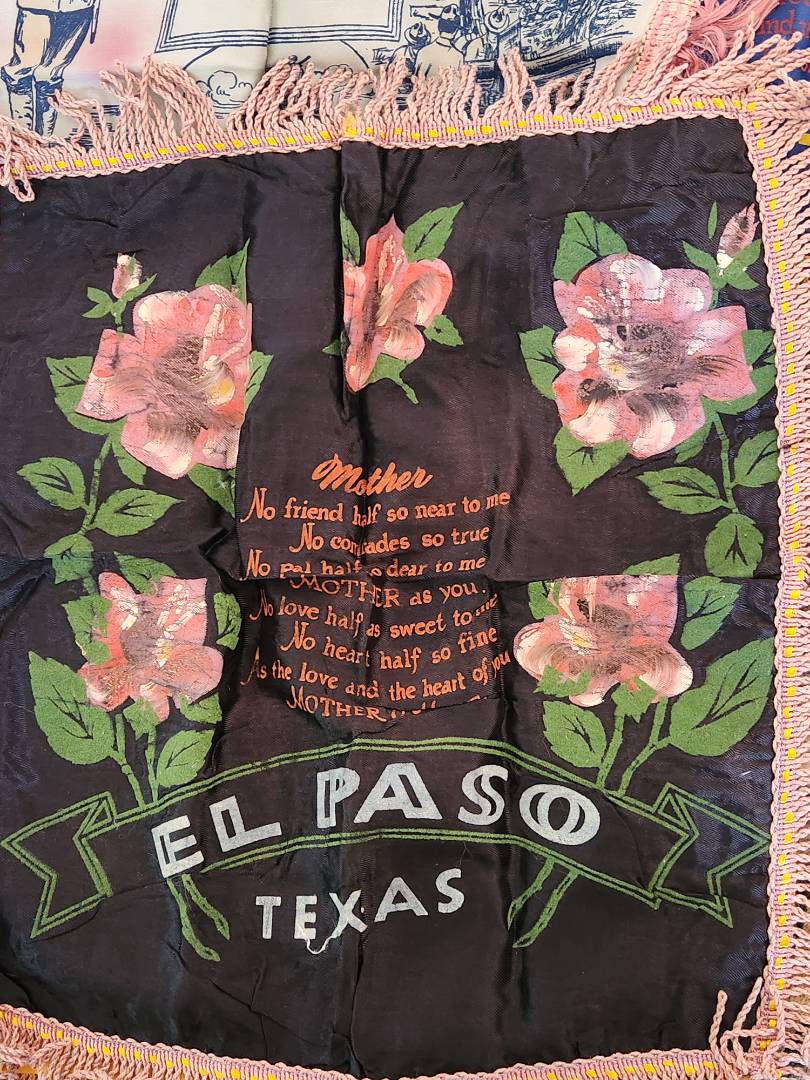 Mother
No friend half so near to me
No comrades so true
No Pal half so dear to me
MOTHER as you.
No love half as sweet to
No heart half so fine
As the love and the heart of you
MOTHER
EL PASO
TEXAS